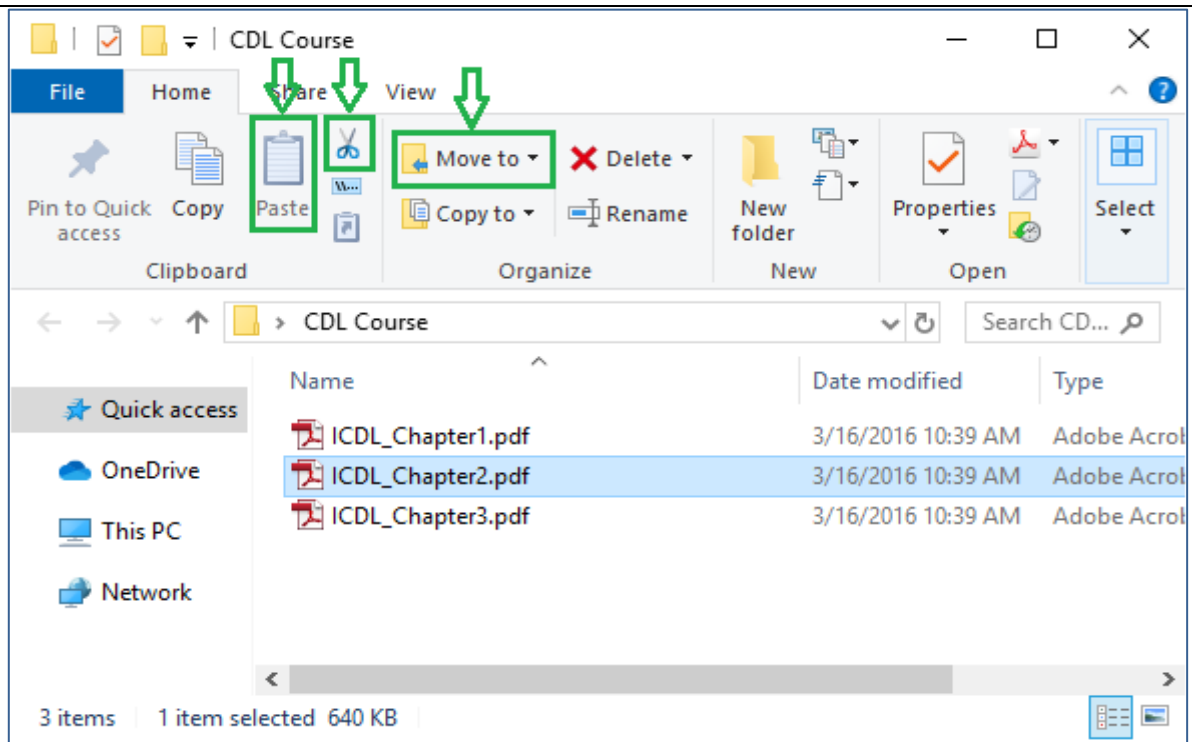 CDL Course
File Home Share View
Pin to Quick access
Copy
Paste
W...
Clipboard
Move to
Copy to
Delete
Rename
Organize
New folder
New
Properties
Open
Select
CDL Course
Search CD...
Name Date modified Type
Quick access
OneDrive
This PC
Network
ICDL_Chapter1.pdf 3/16/2016 10:39 AM Adobe Acrob
ICDL_Chapter2.pdf 3/16/2016 10:39 AM Adobe Acrob
ICDL_Chapter3.pdf 3/16/2016 10:39 AM Adobe Acrob
3 items 1 item selected 640 KB